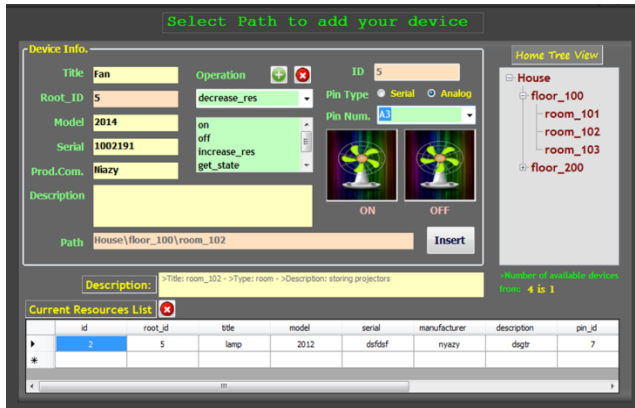 Select Path to add your device
Device Info.
Title Fan
Root_ID 5
Model 2014
Serial 1002191
Prod.Com. Niazy
Description
Path House\floor_100\room_102
Operation
decrease_res
on
off
increase_res
get_state
ID 5
Pin Type Serial Analog
Pin Num. A3
ON OFF
Insert
Home Tree View
House
floor_100
room_101
room_102
room_103
floor_200
Description: >Title: room_102 - >Type: room - >Description: storing projectors
>Number of available devices
from: 4 is 1
Current Resources List
id root_id title model serial manufacturer description pin_id
2 5 lamp 2012 dsfdsf nyazy dsgtr 7